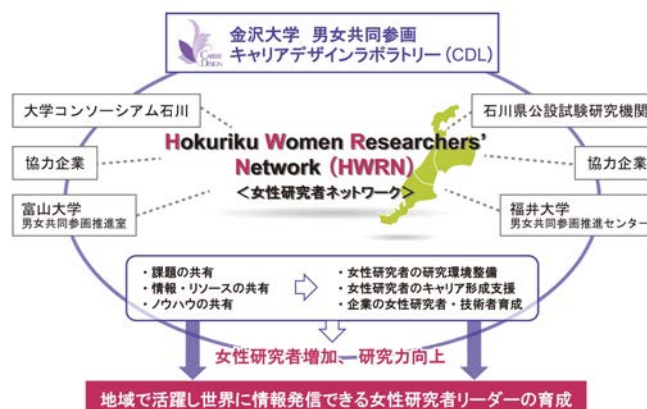 金沢大学 男女共同参画
キャリアデザインラボラトリー(CDL)
CAREER
DESIGN
大学コンソーシアム石川
石川県公設試験研究機関
Hokuriku Women Researchers'
Network (HWRN)
<女性研究者ネットワーク>
協力企業
協力企業
富山大学
男女共同参画推進室
福井大学
男女共同参画推進センター
・課題の共有
・情報・リソースの共有
・ノウハウの共有
・女性研究者の研究環境整備
・女性研究者のキャリア形成支援
・企業の女性研究者・技術者育成
女性研究者増加、研究力向上
地域で活躍し世界に情報発信できる女性研究者リーダーの育成